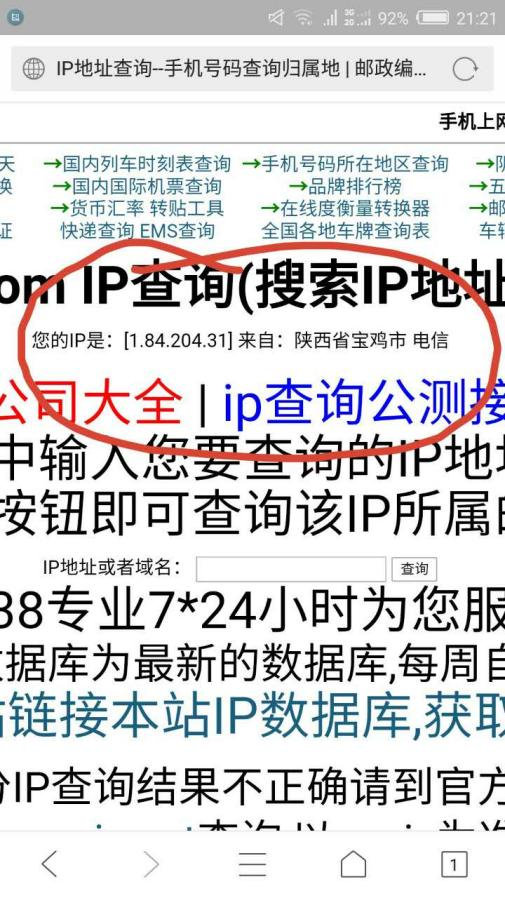 92% 21:21
IP地址查询--手机号码查询归属地 | 邮政编...
手机上网
天 →国内列车时刻表查询 →手机号码所在地区查询
换 →国内国际机票查询 →品牌排行榜 →五
→货币汇率 转贴工具 →在线度衡量转换器 →邮
证 快递查询 EMS查询 全国各地车牌查询表 车辆
om IP查询(搜索IP地址
您的IP是：[1.84.204.31] 来自：陕西省宝鸡市 电信
公司大全 | ip查询公测接
中输入您要查询的IP地址
按钮即可查询该IP所属的
IP地址或者域名： 查询
38专业7*24小时为您服
数据库为最新的数据库,每周自
链接本站IP数据库,获取
份IP查询结果不正确请到官方
1